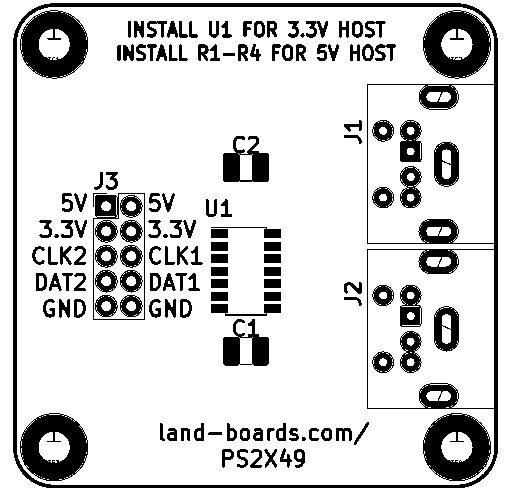 INSTALL U1 FOR 3.3V HOST
INSTALL R1-R4 FOR 5V HOST
C2
J1
J3
5V 5V
U1
3.3V 3.3V
CLK2 CLK1
DAT2 DAT1
GND GND
J2
C1
land-boards.com/
PS2X49